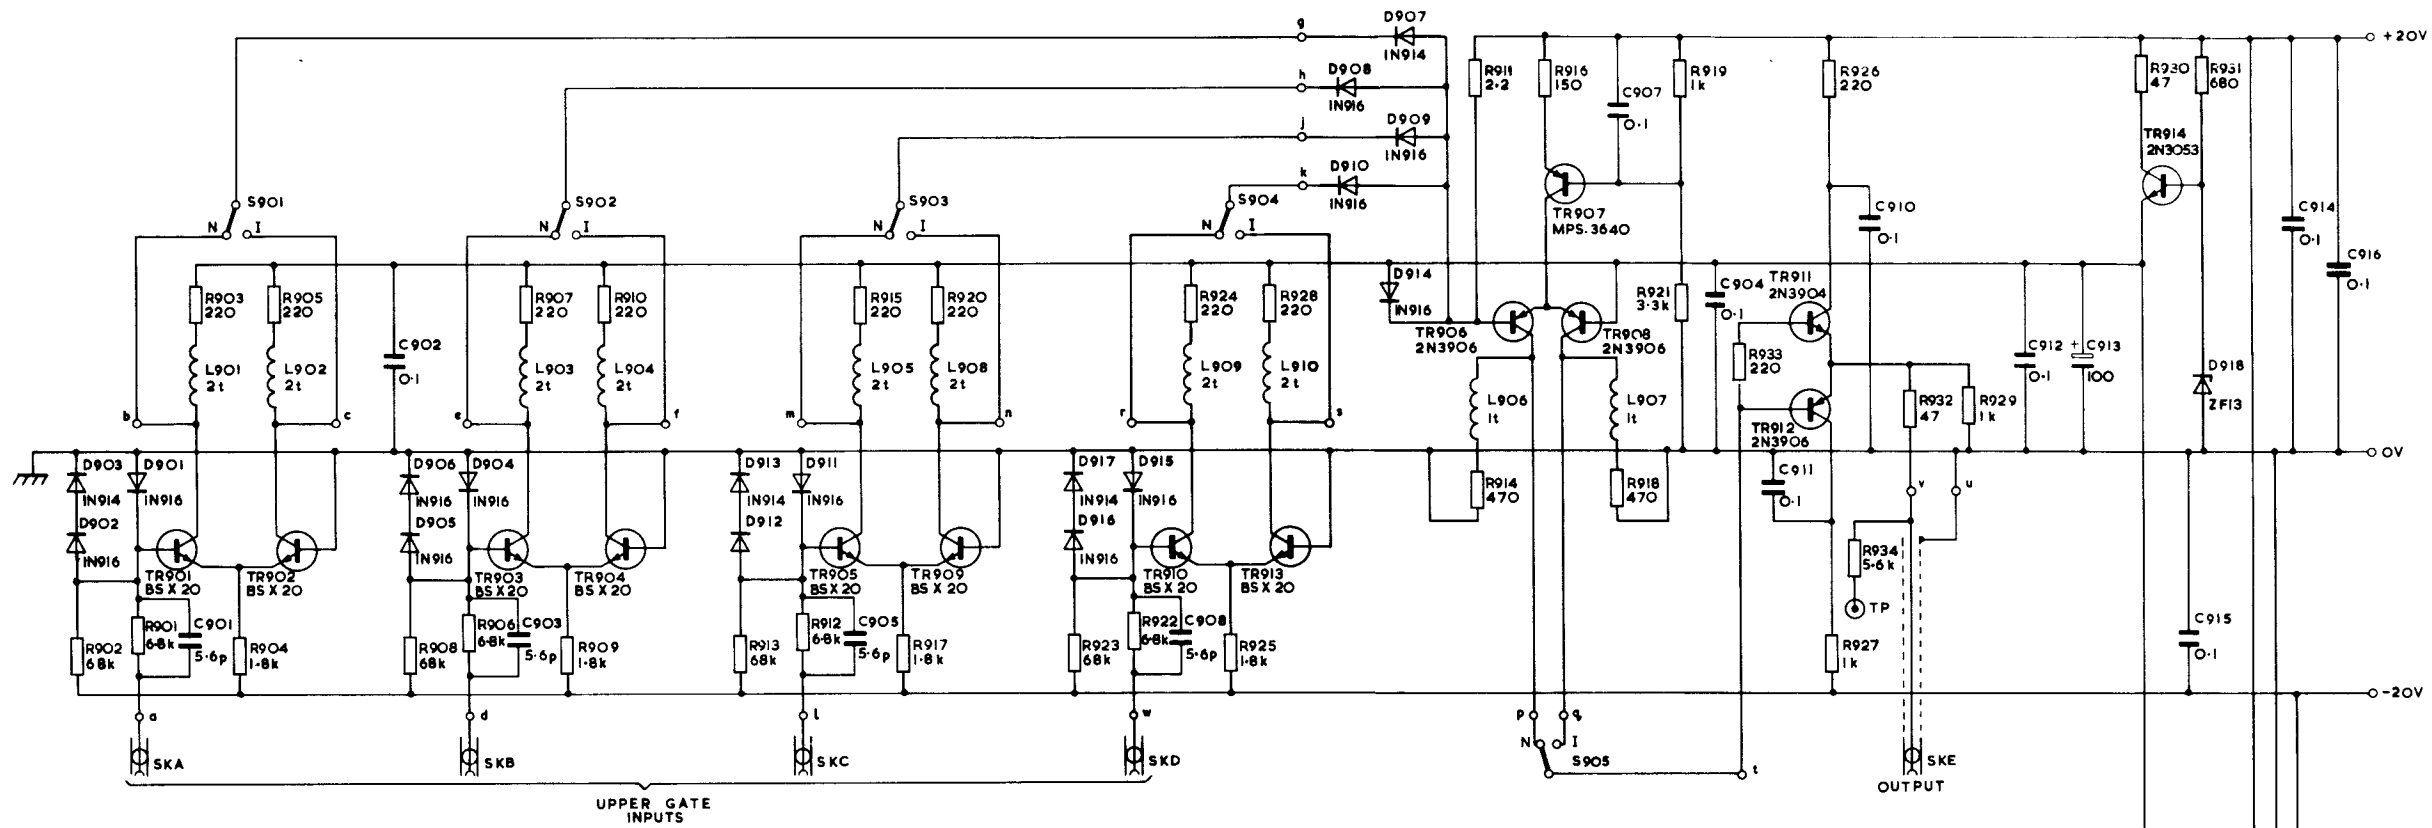 g
D907
IN914
h
D908
IN916
j
D909
IN916
k
D910
IN916
R911
2·2
R916
150
C907
0·1
R919
1k
R926
220
R930
47
R931
680
+20V
TR914
2N3053
S901
N
I
S902
N
I
S903
N
I
S904
N
I
TR907
MPS·3640
C910
0·1
C914
0·1
C916
0·1
R903
220
R905
220
C902
0·1
R907
220
R910
220
R915
220
R920
220
R924
220
R928
220
D914
IN916
TR906
2N3906
TR908
2N3906
R921
3·3k
C904
0·1
TR911
2N3904
R933
220
TR912
2N3906
L901
2t
L902
2t
L903
2t
L904
2t
L905
2t
L908
2t
L909
2t
L910
2t
L906
1t
L907
1t
R932
47
R929
1k
C912
0·1
+
C913
100
D918
ZF13
b
c
e
f
m
n
r
s
0V
D903
IN914
D901
IN916
D902
IN916
D906
IN916
D904
IN916
D905
IN916
D913
IN914
D911
IN916
D912
D917
IN914
D915
IN916
D916
IN916
R914
470
R918
470
C911
0·1
v
u
TR901
BSX20
TR902
BSX20
TR903
BSX20
TR904
BSX20
TR905
BSX20
TR909
BSX20
TR910
BSX20
TR913
BSX20
R934
5·6k
TP
R902
68k
R901
6·8k
C901
5·6p
R904
1·8k
R908
68k
R906
6·8k
C903
5·6p
R909
1·8k
R913
68k
R912
6·8k
C905
5·6p
R917
1·8k
R923
68k
R922
6·8k
C908
5·6p
R925
1·8k
R927
1k
C915
0·1
-20V
a
d
l
w
p
q
N
I
S905
t
SKA
SKB
SKC
SKD
SKE
OUTPUT
UPPER GATE
INPUTS